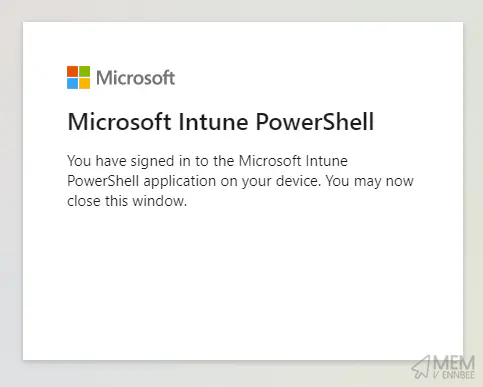 Microsoft
Microsoft Intune PowerShell
You have signed in to the Microsoft Intune
PowerShell application on your device. You may now
close this window.
MEM
V ENNBEE